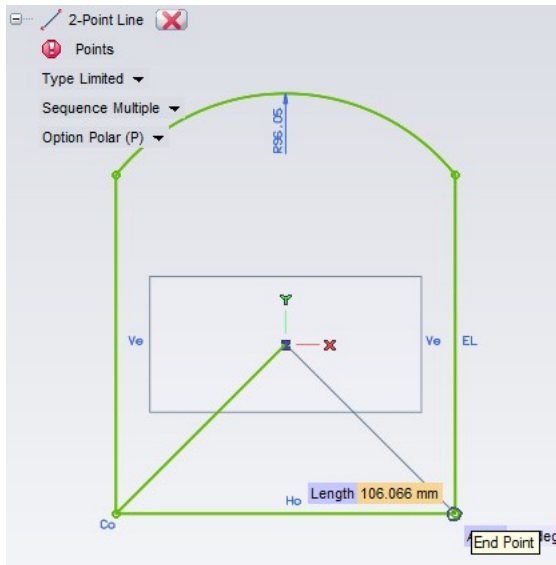 2-Point Line
Points
Type Limited
Sequence Multiple
Option Polar (P)
R96.05
Y
X
Ve
Ve
EL
Length 106.066 mm
Ho
Co
End Point